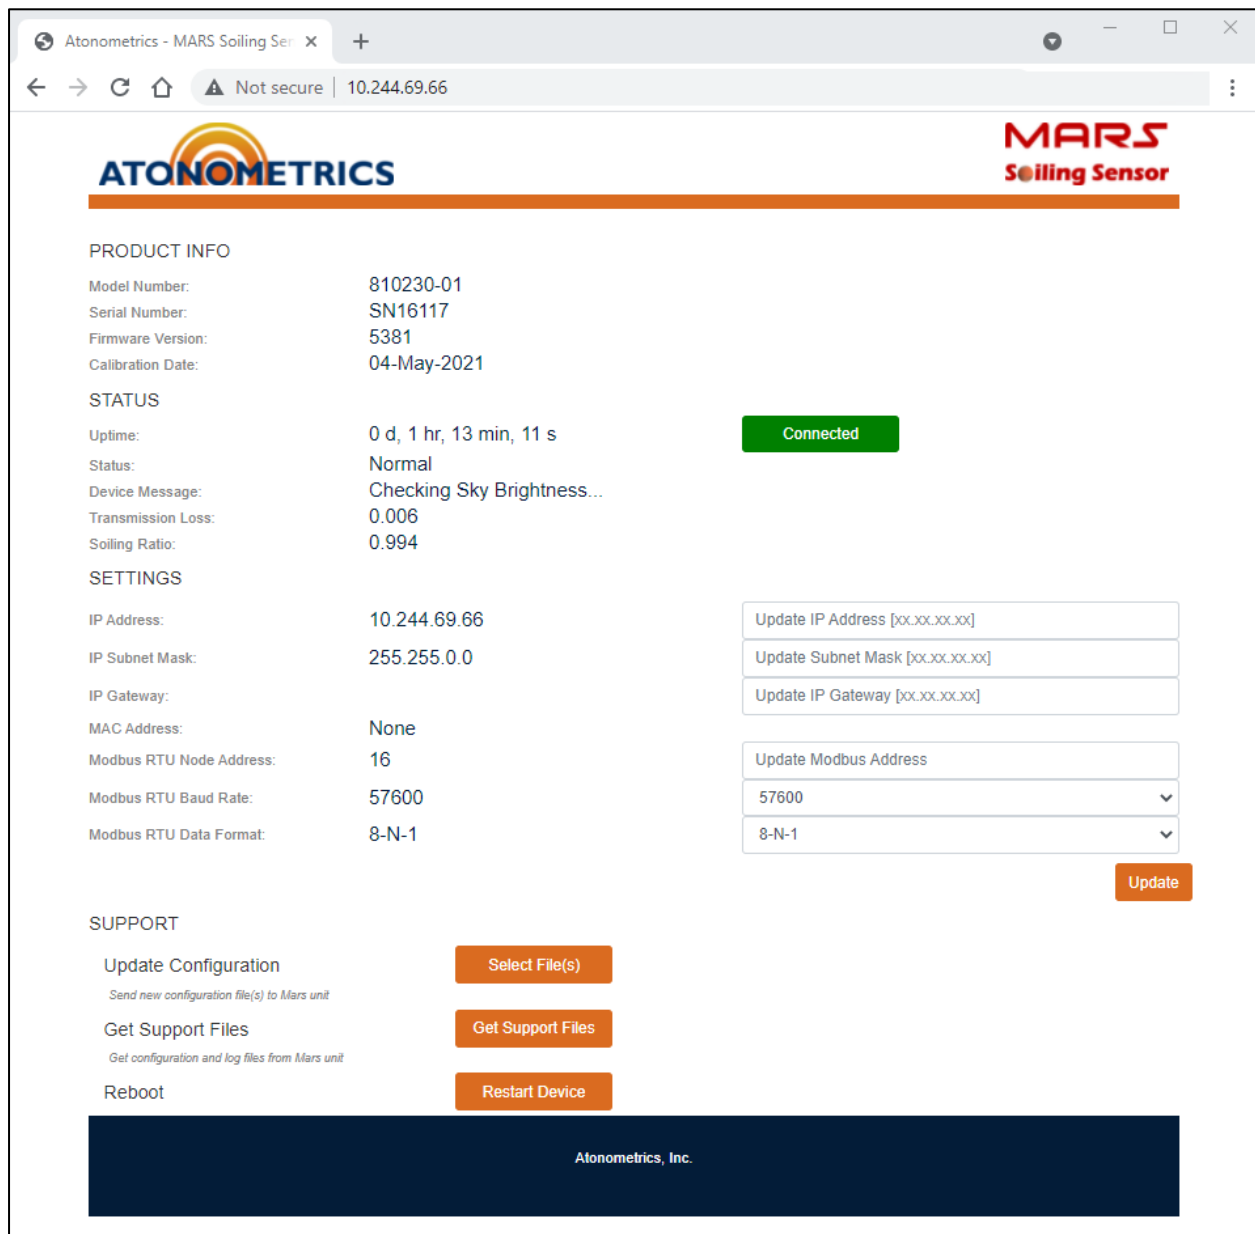 Atonometrics - MARS Soiling Ser
Not secure | 10.244.69.66
ATONOMETRICS
MARS
Soiling Sensor
PRODUCT INFO
Model Number: 810230-01
Serial Number: SN16117
Firmware Version: 5381
Calibration Date: 04-May-2021
STATUS
Uptime: 0 d, 1 hr, 13 min, 11 s Connected
Status: Normal
Device Message: Checking Sky Brightness...
Transmission Loss: 0.006
Soiling Ratio: 0.994
SETTINGS
IP Address: 10.244.69.66 Update IP Address [xx.xx.xx.xx]
IP Subnet Mask: 255.255.0.0 Update Subnet Mask [xx.xx.xx.xx]
IP Gateway: Update IP Gateway [xx.xx.xx.xx]
MAC Address: None
Modbus RTU Node Address: 16 Update Modbus Address
Modbus RTU Baud Rate: 57600 57600
Modbus RTU Data Format: 8-N-1 8-N-1
Update
SUPPORT
Update Configuration Select File(s)
Send new configuration file(s) to Mars unit
Get Support Files Get Support Files
Get configuration and log files from Mars unit
Reboot Restart Device
Atonometrics, Inc.